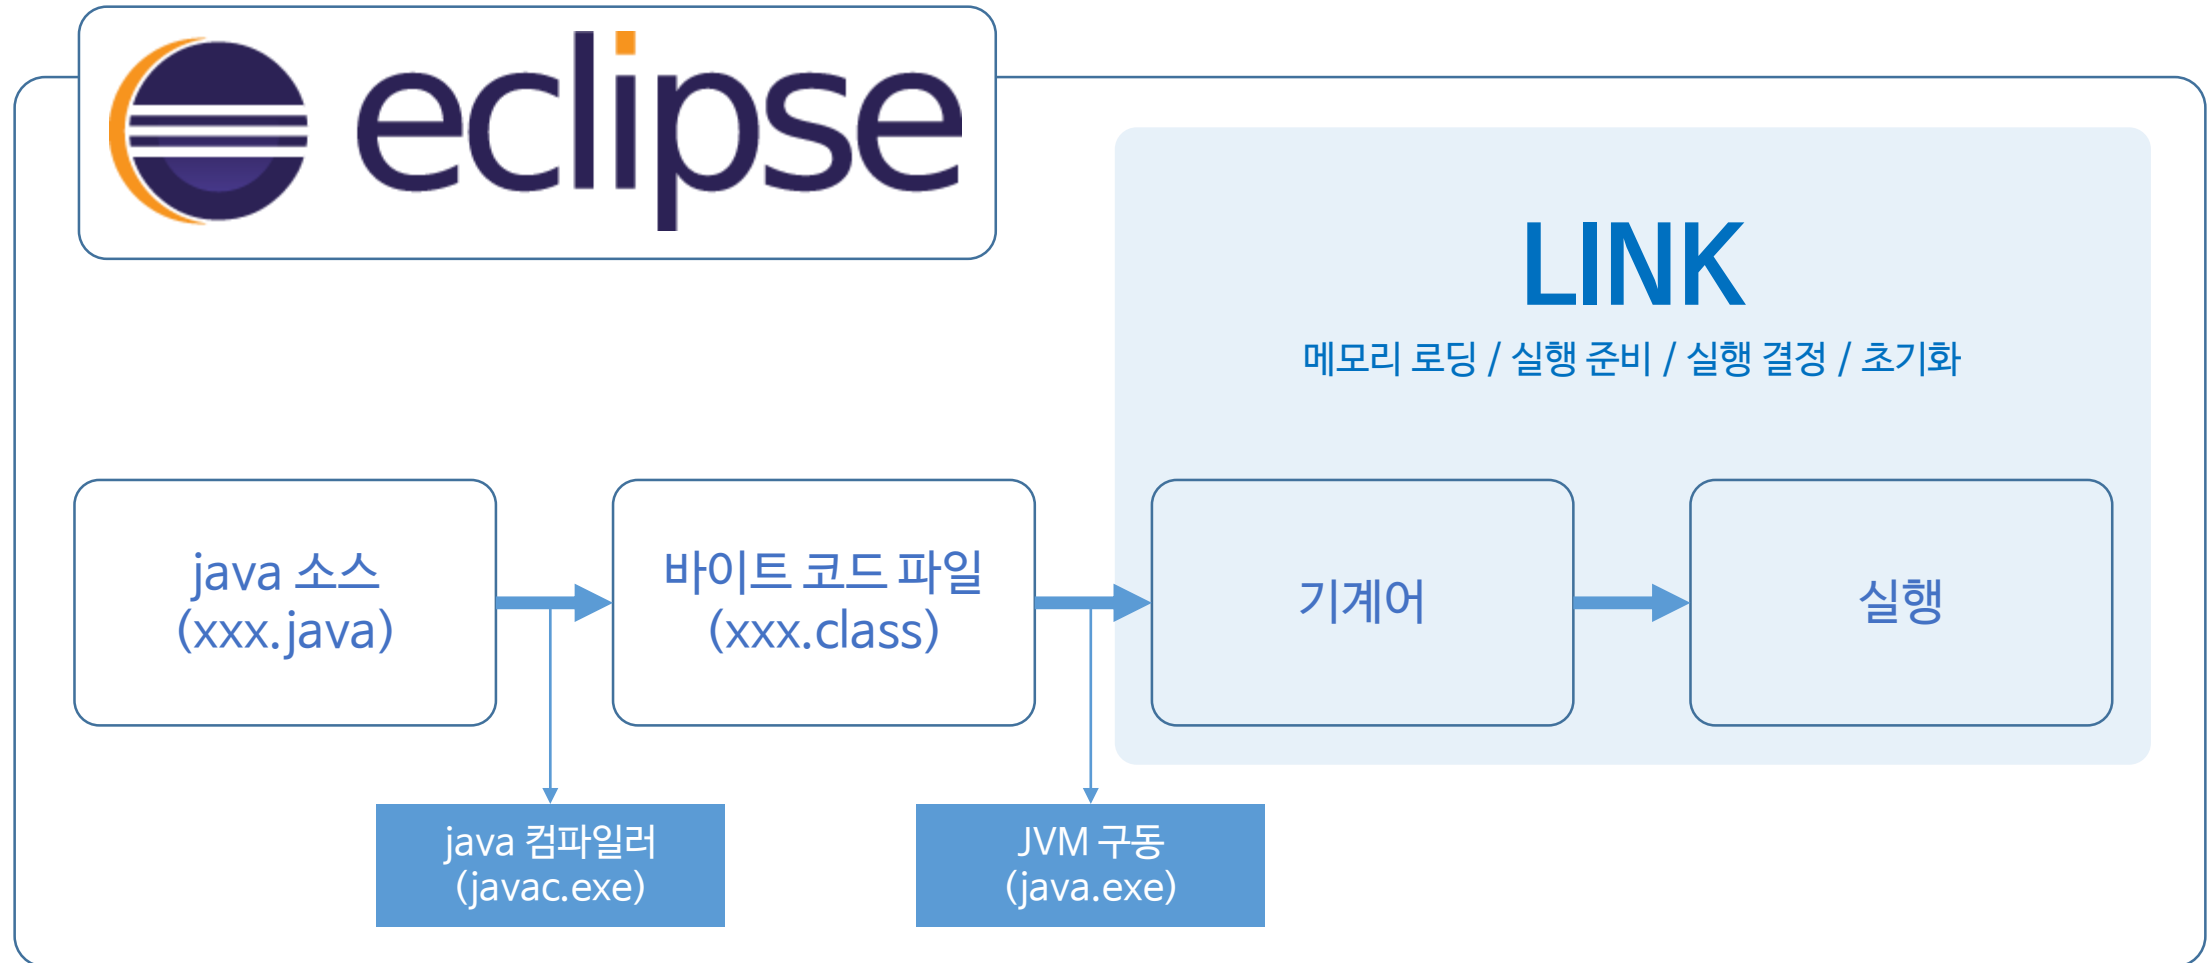 eclipse
LINK
메모리 로딩 / 실행 준비 / 실행 결정 / 초기화
java 소스
(xxx.java)
바이트 코드 파일
(xxx.class)
기계어
실행
java 컴파일러
(javac.exe)
JVM 구동
(java.exe)